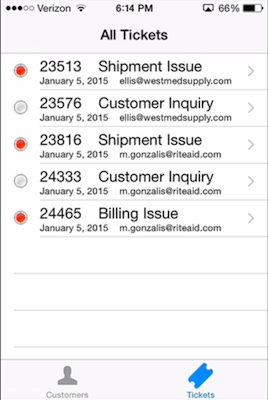 Verizon 6:14 PM 66%
All Tickets
23513 Shipment Issue
January 5, 2015 ellis@westmedsupply.com
23576 Customer Inquiry
January 5, 2015 ellis@westmedsupply.com
23816 Shipment Issue
January 5, 2015 m.gonzalis@riteaid.com
24333 Customer Inquiry
January 5, 2015 m.gonzalis@riteaid.com
24465 Billing Issue
January 5, 2015 m.gonzalis@riteaid.com
Customers Tickets